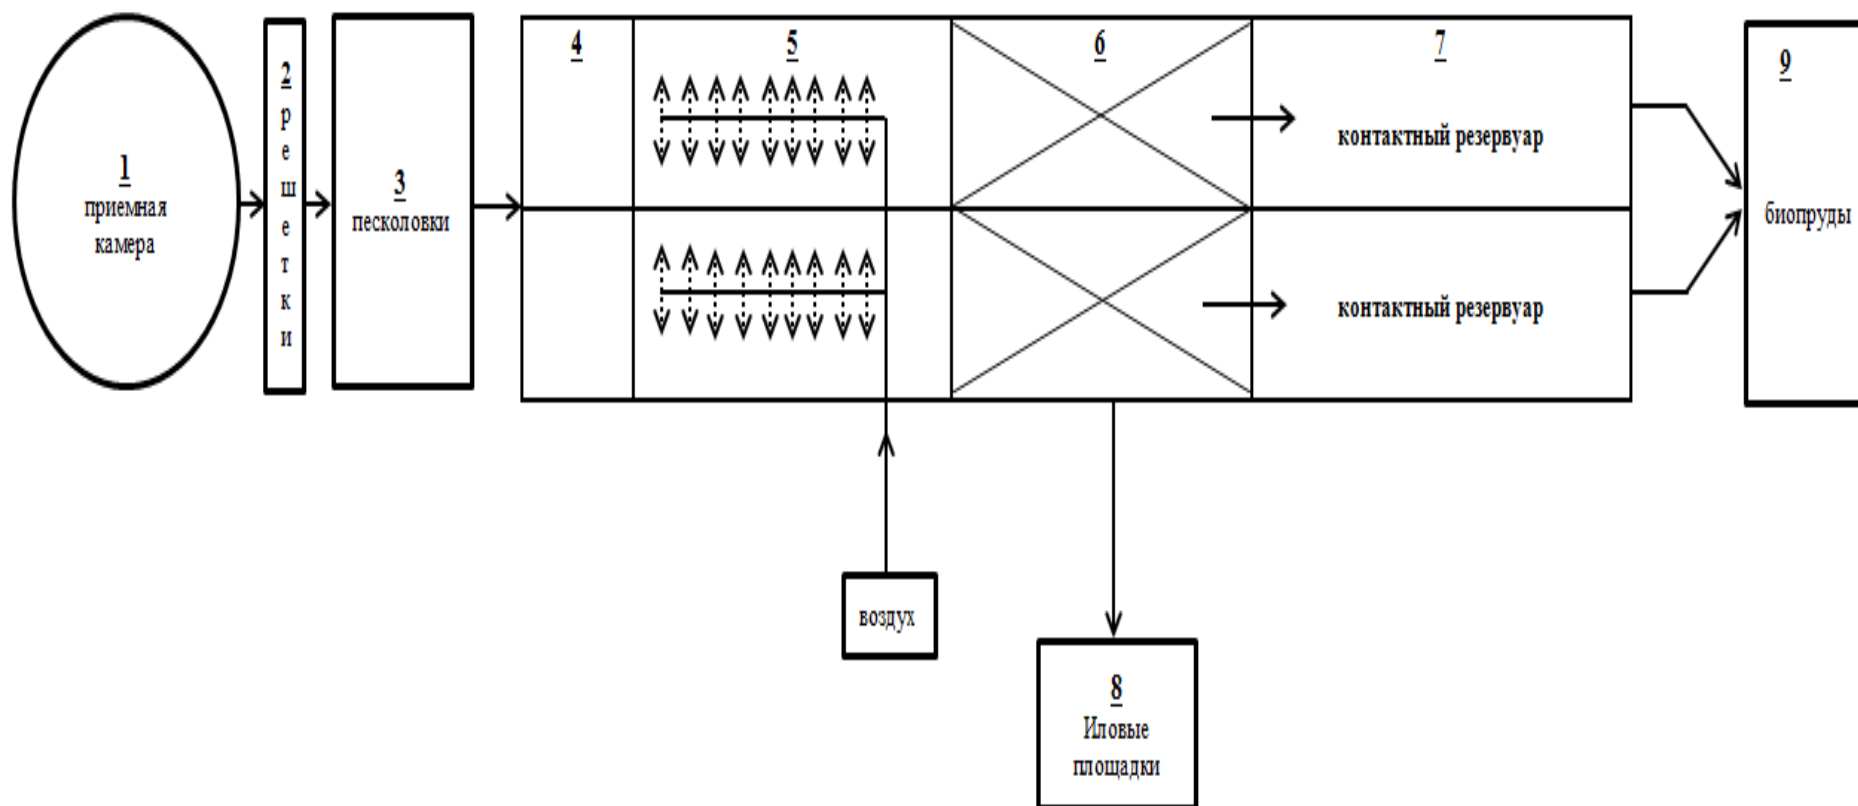 1
приемная
камера
2
решетки
3
песколовки
4
5
6
7
контактный резервуар
контактный резервуар
9
биопруды
воздух
8
Иловые
площадки